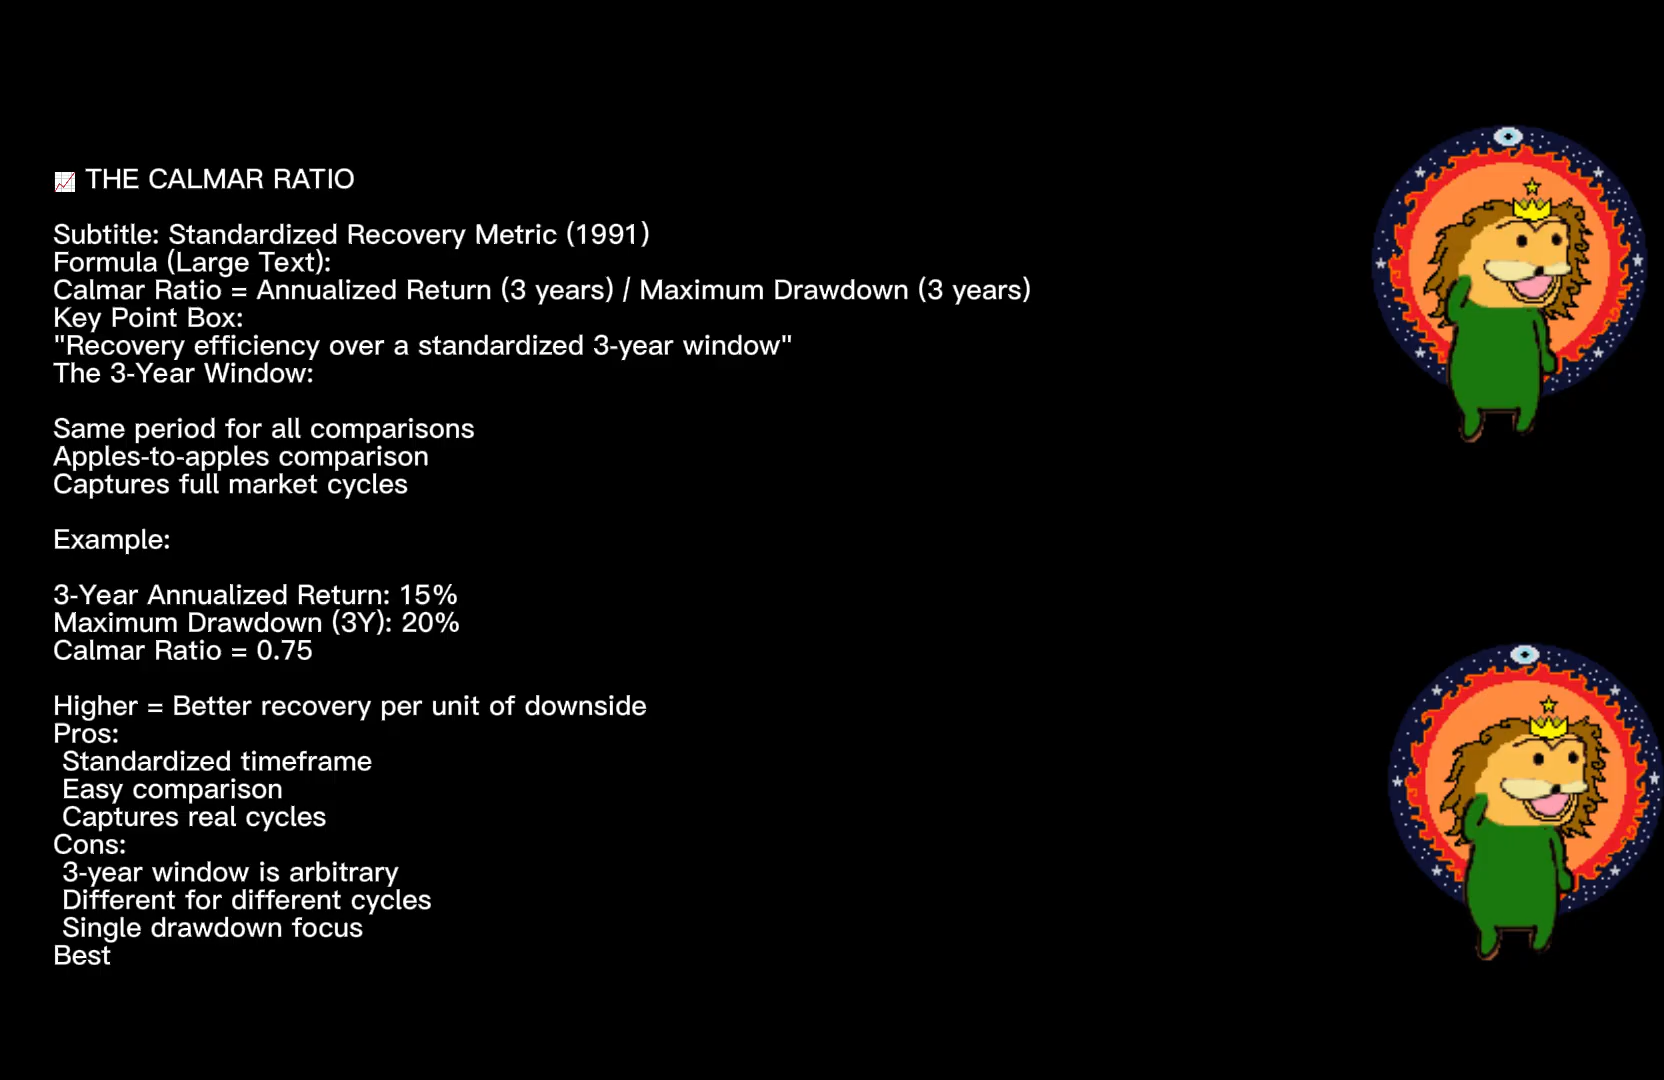 📈 THE CALMAR RATIO
Subtitle: Standardized Recovery Metric (1991)
Formula (Large Text):
Calmar Ratio = Annualized Return (3 years) / Maximum Drawdown (3 years)
Key Point Box:
"Recovery efficiency over a standardized 3-year window"
The 3-Year Window:
Same period for all comparisons
Apples-to-apples comparison
Captures full market cycles
Example:
3-Year Annualized Return: 15%
Maximum Drawdown (3Y): 20%
Calmar Ratio = 0.75
Higher = Better recovery per unit of downside
Pros:
Standardized timeframe
Easy comparison
Captures real cycles
Cons:
3-year window is arbitrary
Different for different cycles
Single drawdown focus
Best